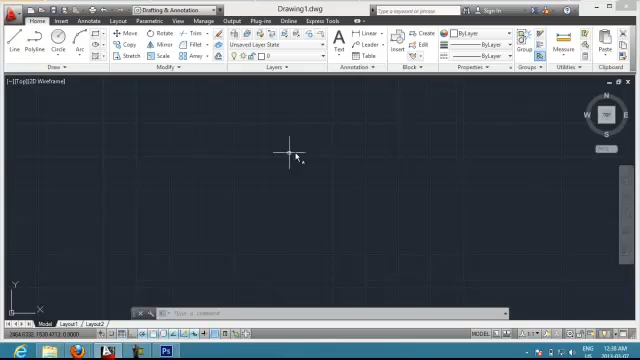 Drafting & Annotation
Drawing1.dwg
Type a keyword or phrase
Sign In
Home Insert Annotate Layout Parametric View Manage Output Plug-ins Online Express Tools
Line Polyline Circle Arc
Move Rotate Trim
Copy Mirror
Stretch Scale Array
Unsaved Layer State
0
Text
Linear
Leader
Table
Insert
Create
Edit
ByLayer
ByLayer
ByLayer
Group
Measure
Paste
Draw Modify Layers Annotation Block Properties Groups Utilities Clipboard
[–][Top][2D Wireframe]
N
W TOP E
S
WCS
Y
X
Type a command
Model Layout1 Layout2
MODEL 1:1
ENG
12:38 AM